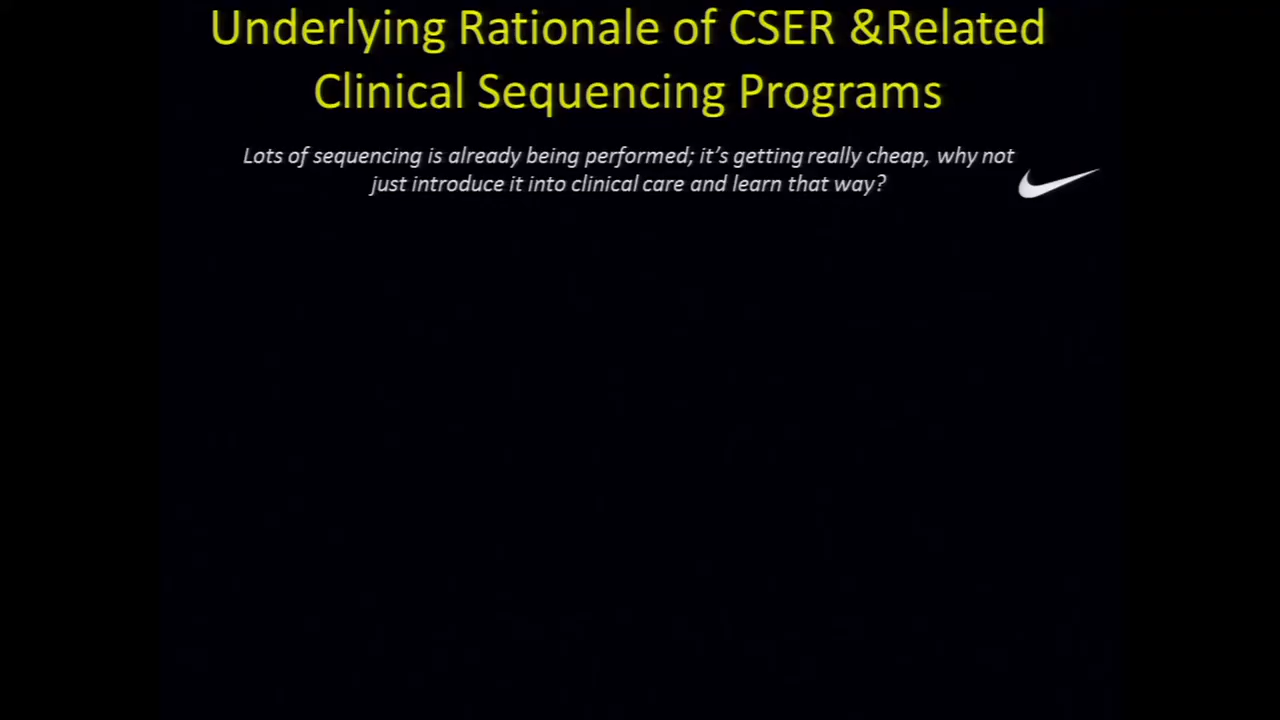 Underlying Rationale of CSER &Related
Clinical Sequencing Programs
Lots of sequencing is already being performed; it's getting really cheap, why not
just introduce it into clinical care and learn that way?